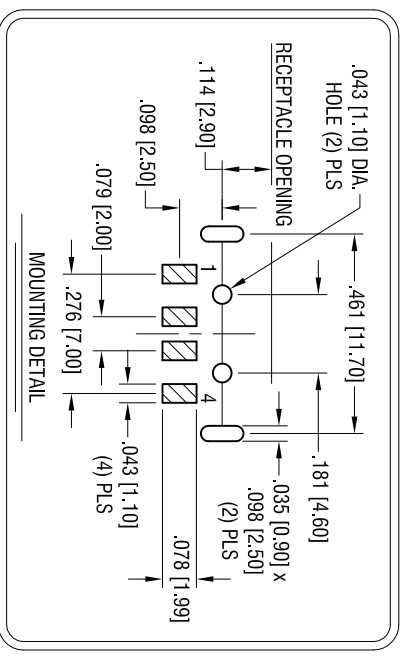 .043 [1.10] DIA.
HOLE (2) PLS
RECEPTACLE OPENING
.114 [2.90]
.098 [2.50]
.079 [2.00]
.276 [7.00]
MOUNTING DETAIL
.461 [11.70]
.181 [4.60]
.035 [0.90] x
.098 [2.50]
(2) PLS
1
4
.078 [1.99]
.043 [1.10]
(4) PLS